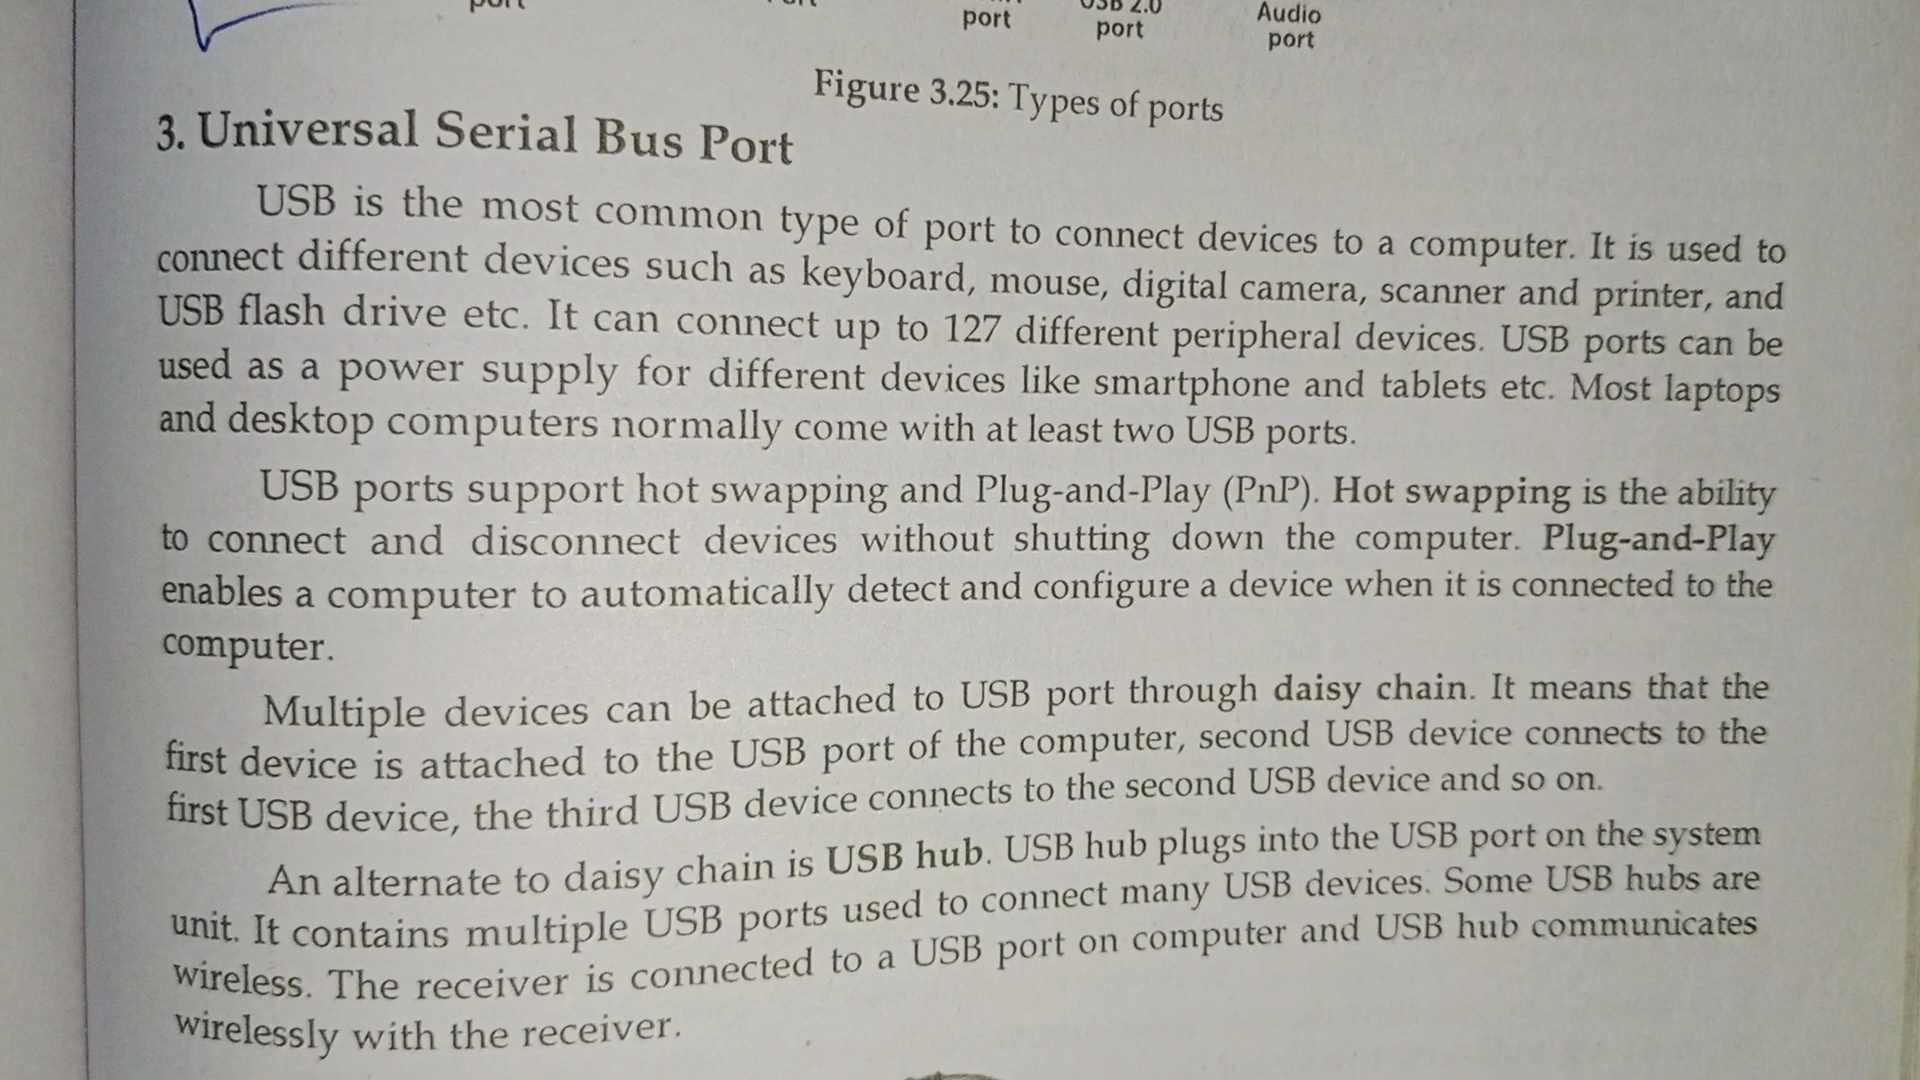 port
port
USB 2.0
port
Audio
port
Figure 3.25: Types of ports
3. Universal Serial Bus Port
USB is the most common type of port to connect devices to a computer. It is used to
connect different devices such as keyboard, mouse, digital camera, scanner and printer, and
USB flash drive etc. It can connect up to 127 different peripheral devices. USB ports can be
used as a power supply for different devices like smartphone and tablets etc. Most laptops
and desktop computers normally come with at least two USB ports.
USB ports support hot swapping and Plug-and-Play (PnP). Hot swapping is the ability
to connect and disconnect devices without shutting down the computer. Plug-and-Play
enables a computer to automatically detect and configure a device when it is connected to the
computer.
Multiple devices can be attached to USB port through daisy chain. It means that the
first device is attached to the USB port of the computer, second USB device connects to the
first USB device, the third USB device connects to the second USB device and so on.
An alternate to daisy chain is USB hub. USB hub plugs into the USB port on the system
unit. It contains multiple USB ports used to connect many USB devices. Some USB hubs are
wireless. The receiver is connected to a USB port on computer and USB hub communicates
wirelessly with the receiver.